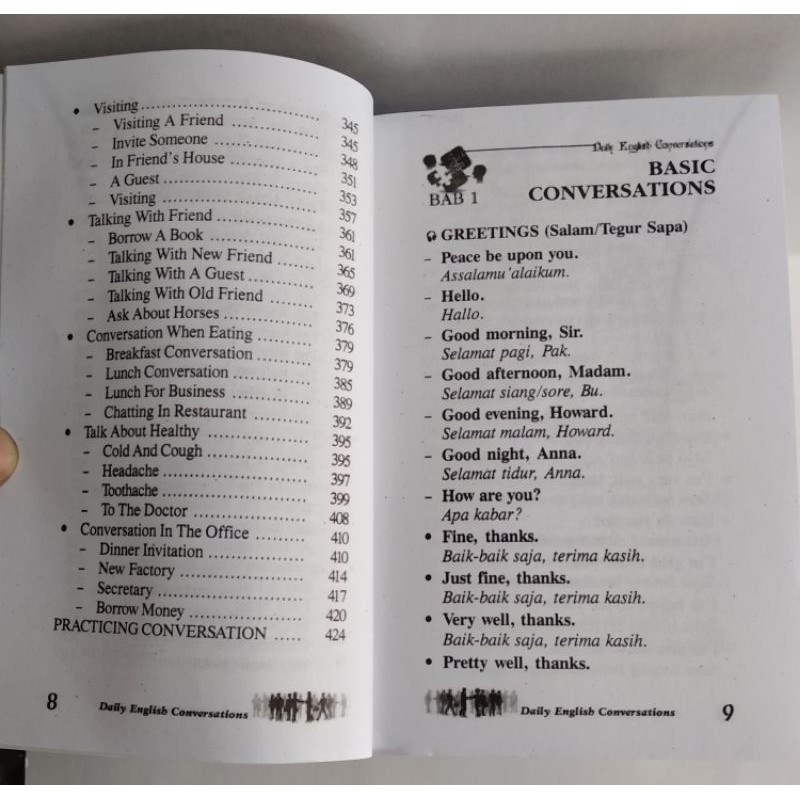 • Visiting ........ 345
– Visiting A Friend ........ 345
– Invite Someone ........ 348
– In Friend's House ........ 351
– A Guest ........ 353
– Visiting ........ 357
• Talking With Friend ........ 361
– Borrow A Book ........ 361
– Talking With New Friend ........ 365
– Talking With A Guest ........ 369
– Talking With Old Friend ........ 373
– Ask About Horses ........ 376
• Conversation When Eating ........ 379
– Breakfast Conversation ........ 379
– Lunch Conversation ........ 385
– Lunch For Business ........ 389
– Chatting In Restaurant ........ 392
• Talk About Healthy ........ 395
– Cold And Cough ........ 395
– Headache ........ 397
– Toothache ........ 399
– To The Doctor ........ 408
• Conversation In The Office ........ 410
– Dinner Invitation ........ 410
– New Factory ........ 414
– Secretary ........ 417
– Borrow Money ........ 420
PRACTICING CONVERSATION ..... 424
8 Daily English Conversations
Daily English Conversations
BAB 1
BASIC
CONVERSATIONS
GREETINGS (Salam/Tegur Sapa)
– Peace be upon you.
Assalamu'alaikum.
– Hello.
Hallo.
– Good morning, Sir.
Selamat pagi, Pak.
– Good afternoon, Madam.
Selamat siang/sore, Bu.
– Good evening, Howard.
Selamat malam, Howard.
– Good night, Anna.
Selamat tidur, Anna.
– How are you?
Apa kabar?
• Fine, thanks.
Baik-baik saja, terima kasih.
• Just fine, thanks.
Baik-baik saja, terima kasih.
• Very well, thanks.
Baik-baik saja, terima kasih.
• Pretty well, thanks.
Daily English Conversations 9